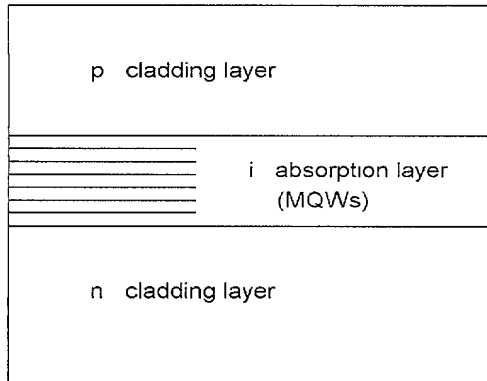 p cladding layer
i absorption layer
(MQWs)
n cladding layer